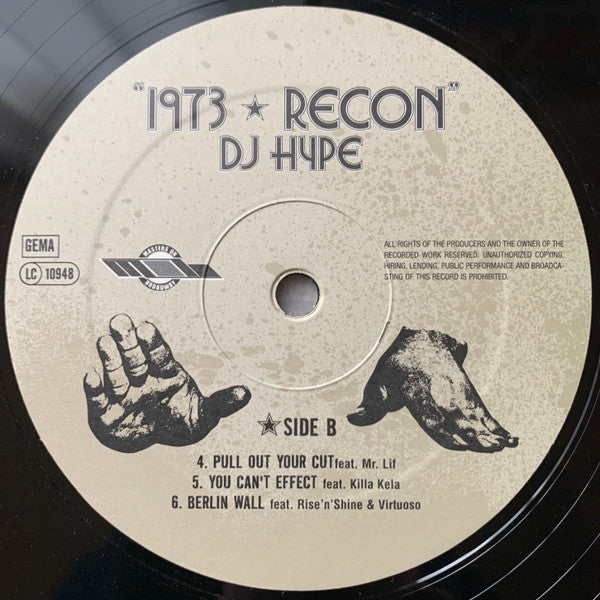 "1973 ★ RECON"
DJ HYPE
GEMA
LC 10948
MASTERS ON
BROADWAY
ALL RIGHTS OF THE PRODUCERS AND THE OWNER OF THE
RECORDED WORK RESERVED. UNAUTHORIZED COPYING,
HIRING, LENDING, PUBLIC PERFORMANCE AND BROADCA-
STING OF THIS RECORD IS PROHIBITED.
★ SIDE B
4. PULL OUT YOUR CUT feat. Mr. Lif
5. YOU CAN'T EFFECT feat. Killa Kela
6. BERLIN WALL feat. Rise'n'Shine & Virtuoso